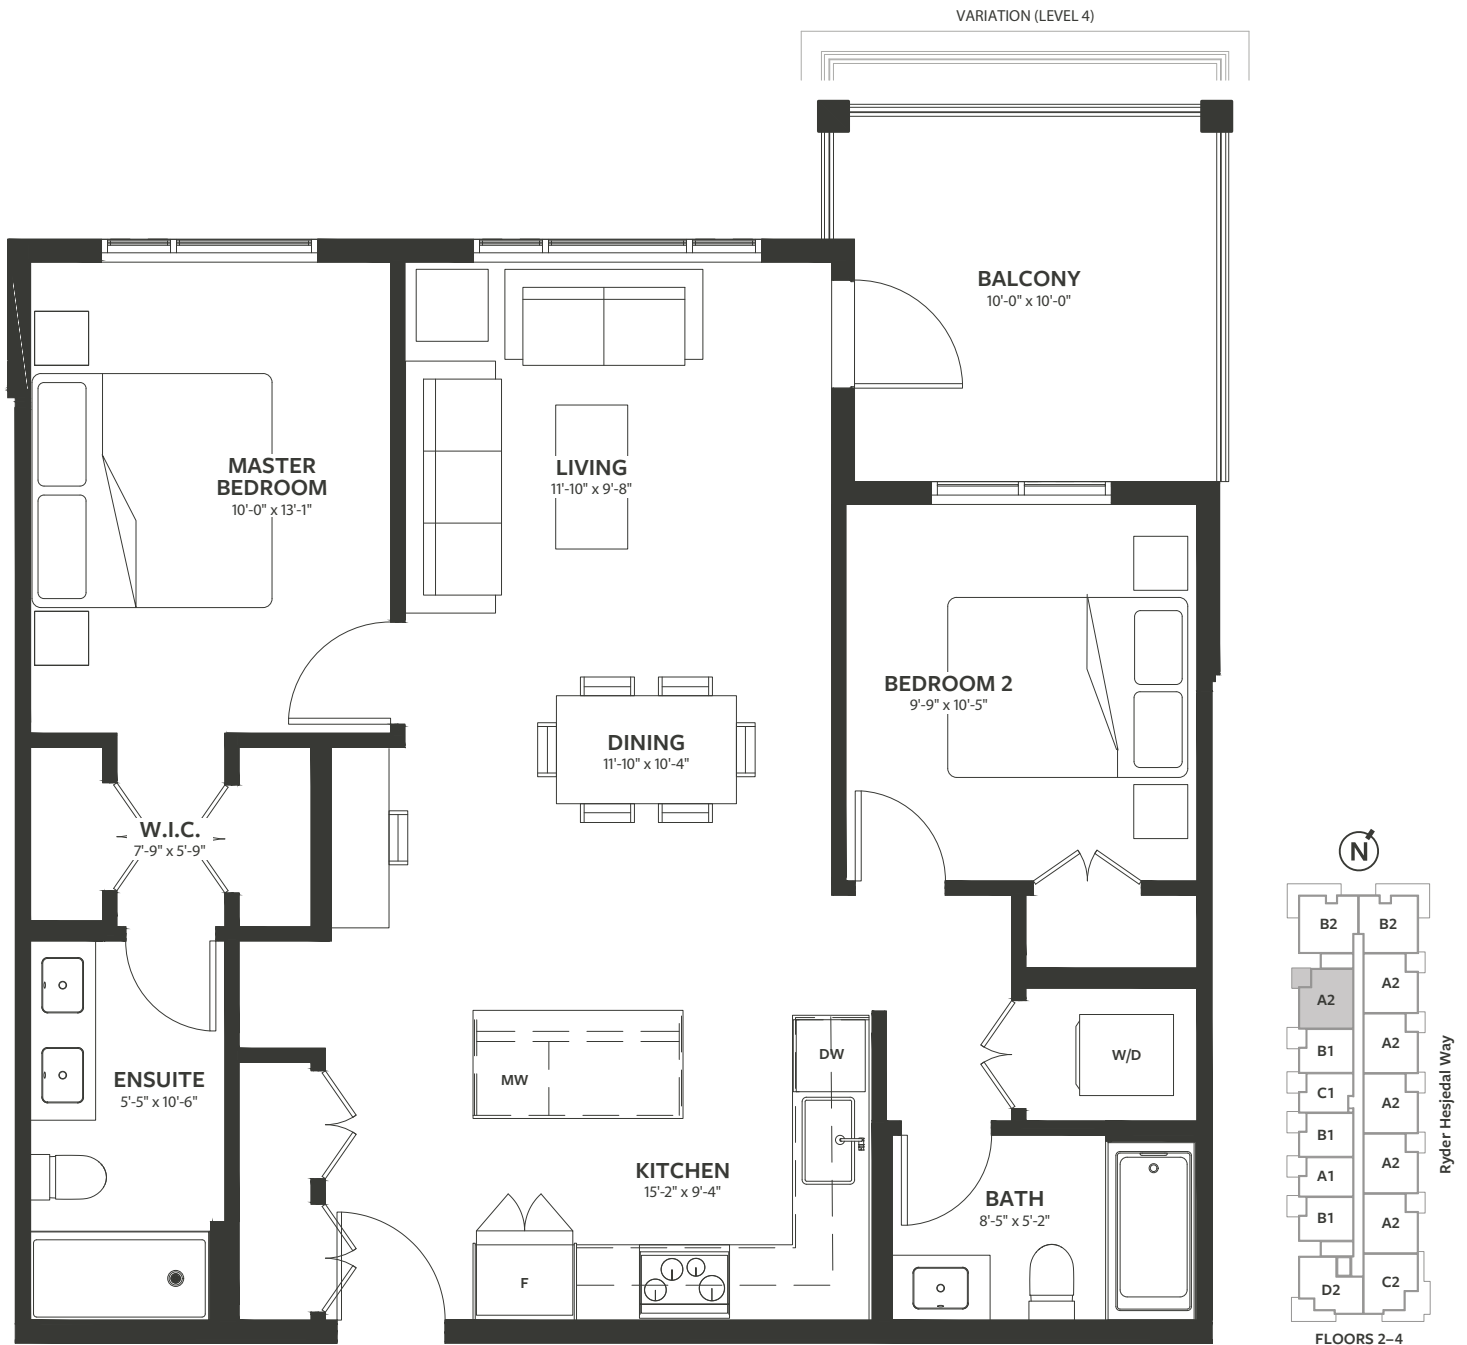 VARIATION (LEVEL 4)
BALCONY
10'-0" x 10'-0"
MASTER
BEDROOM
10'-0" x 13'-1"
LIVING
11'-10" x 9'-8"
BEDROOM 2
9'-9" x 10'-5"
DINING
11'-10" x 10'-4"
W.I.C.
7'-9" x 5'-9"
ENSUITE
5'-5" x 10'-6"
MW
DW
W/D
KITCHEN
15'-2" x 9'-4"
BATH
8'-5" x 5'-2"
F
N
B2 B2
A2
A2
B1 A2
C1 A2
B1
A2
A1
B1 A2
D2 C2
Ryder Hesjedal Way
FLOORS 2–4